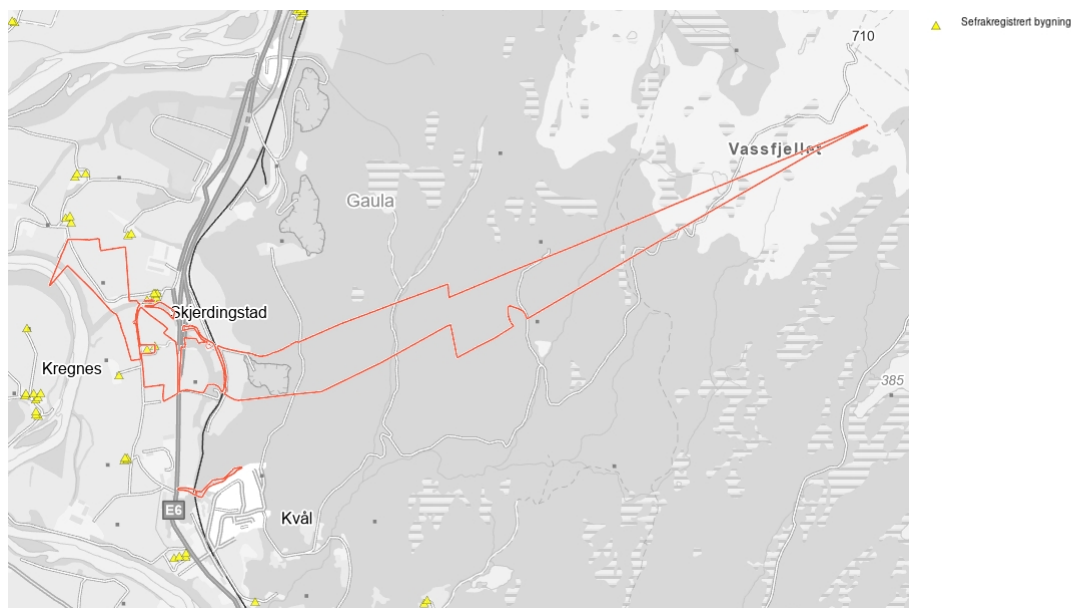 Sefrakregistrert bygning
710
Vassfjellet
Gaula
Skjerdingstad
Kregnes
385
E6
Kvål